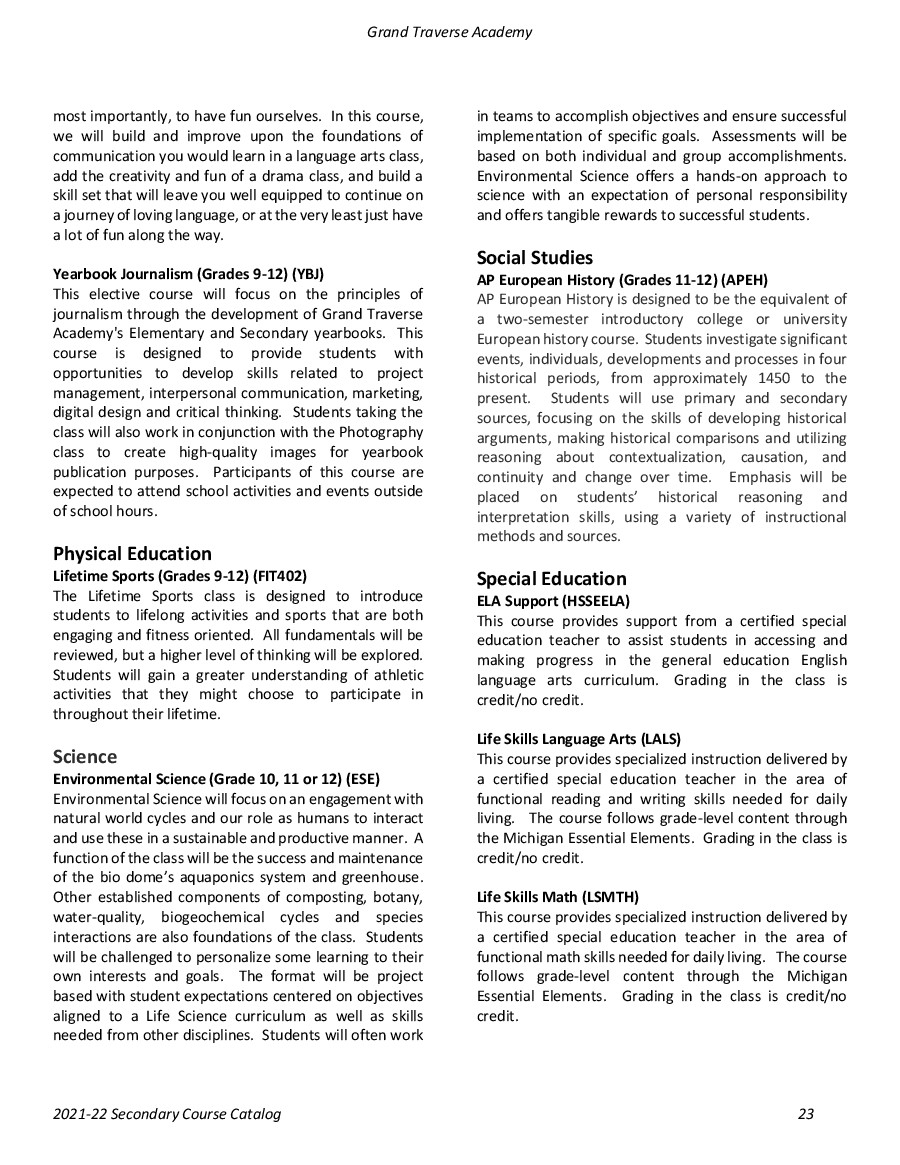 Grand Traverse Academy
most importantly, to have fun ourselves.  In this course,
we will build and improve upon the foundations of
communication you would learn in a language arts class,
add the creativity and fun of a drama class, and build a
skill set that will leave you well equipped to continue on
a journey of loving language, or at the very least just have
a lot of fun along the way.
Yearbook Journalism (Grades 9-12) (YBJ)
This elective course will focus on the principles of
journalism through the development of Grand Traverse
Academy's Elementary and Secondary yearbooks.  This
course is designed to provide students with
opportunities to develop skills related to project
management, interpersonal communication, marketing,
digital design and critical thinking.  Students taking the
class will also work in conjunction with the Photography
class to create high-quality images for yearbook
publication purposes.  Participants of this course are
expected to attend school activities and events outside
of school hours.
Physical Education
Lifetime Sports (Grades 9-12) (FIT402)
The Lifetime Sports class is designed to introduce
students to lifelong activities and sports that are both
engaging and fitness oriented.  All fundamentals will be
reviewed, but a higher level of thinking will be explored.
Students will gain a greater understanding of athletic
activities that they might choose to participate in
throughout their lifetime.
Science
Environmental Science (Grade 10, 11 or 12) (ESE)
Environmental Science will focus on an engagement with
natural world cycles and our role as humans to interact
and use these in a sustainable and productive manner.  A
function of the class will be the success and maintenance
of the bio dome’s aquaponics system and greenhouse.
Other established components of composting, botany,
water-quality, biogeochemical cycles and species
interactions are also foundations of the class.  Students
will be challenged to personalize some learning to their
own interests and goals.  The format will be project
based with student expectations centered on objectives
aligned to a Life Science curriculum as well as skills
needed from other disciplines.  Students will often work
in teams to accomplish objectives and ensure successful
implementation of specific goals.  Assessments will be
based on both individual and group accomplishments.
Environmental Science offers a hands-on approach to
science with an expectation of personal responsibility
and offers tangible rewards to successful students.
Social Studies
AP European History (Grades 11-12) (APEH)
AP European History is designed to be the equivalent of
a two-semester introductory college or university
European history course.  Students investigate significant
events, individuals, developments and processes in four
historical periods, from approximately 1450 to the
present.  Students will use primary and secondary
sources, focusing on the skills of developing historical
arguments, making historical comparisons and utilizing
reasoning about contextualization, causation, and
continuity and change over time.  Emphasis will be
placed on students’ historical reasoning and
interpretation skills, using a variety of instructional
methods and sources.
Special Education
ELA Support (HSSEELA)
This course provides support from a certified special
education teacher to assist students in accessing and
making progress in the general education English
language arts curriculum.  Grading in the class is
credit/no credit.
Life Skills Language Arts (LALS)
This course provides specialized instruction delivered by
a certified special education teacher in the area of
functional reading and writing skills needed for daily
living.  The course follows grade-level content through
the Michigan Essential Elements.  Grading in the class is
credit/no credit.
Life Skills Math (LSMTH)
This course provides specialized instruction delivered by
a certified special education teacher in the area of
functional math skills needed for daily living.  The course
follows grade-level content through the Michigan
Essential Elements.  Grading in the class is credit/no
credit.
2021-22 Secondary Course Catalog 23